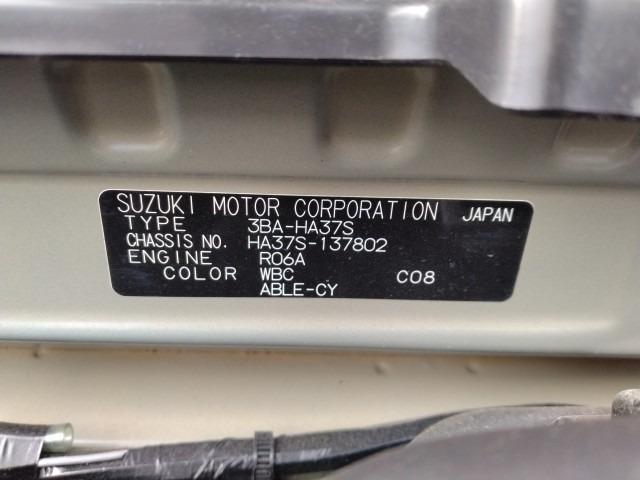 SUZUKI MOTOR CORPORATION JAPAN
TYPE 3BA-HA37S
CHASSIS NO. HA37S-137802
ENGINE R06A
COLOR WBC C08
ABLE-CY